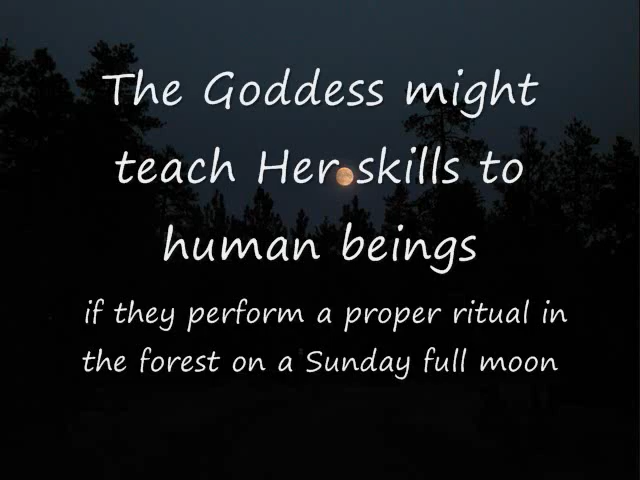 The Goddess might
teach Her skills to
human beings
if they perform a proper ritual in
the forest on a Sunday full moon